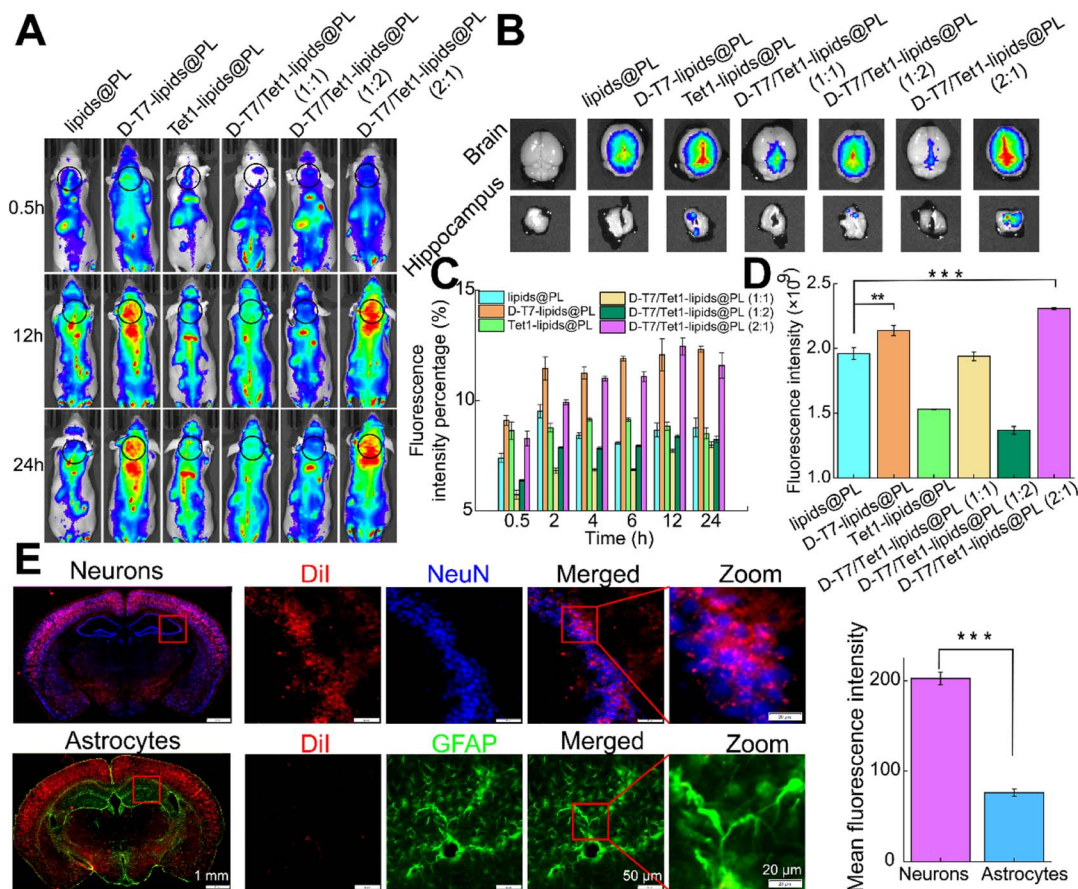 A
lipids@PL
D-T7-lipids@PL
Tet1-lipids@PL
D-T7/Tet1-lipids@PL
(1:1)
D-T7/Tet1-lipids@PL
(1:2)
D-T7/Tet1-lipids@PL
(2:1)
0.5h
12h
24h
B
lipids@PL
D-T7-lipids@PL
Tet1-lipids@PL
D-T7/Tet1-lipids@PL
(1:1)
D-T7/Tet1-lipids@PL
(1:2)
D-T7/Tet1-lipids@PL
(2:1)
Brain
Hippocampus
C
Fluorescence
intensity percentage (%)
15
10
5
lipids@PL
D-T7-lipids@PL
Tet1-lipids@PL
D-T7/Tet1-lipids@PL (1:1)
D-T7/Tet1-lipids@PL (1:2)
D-T7/Tet1-lipids@PL (2:1)
0.5 2 4 6 12 24
Time (h)
D
Fluorescence intensity (×10^9)
2.5
2.0
1.5
1.0
**
***
lipids@PL
D-T7-lipids@PL
Tet1-lipids@PL
D-T7/Tet1-lipids@PL (1:1)
D-T7/Tet1-lipids@PL (1:2)
D-T7/Tet1-lipids@PL (2:1)
E
Neurons
DiI
NeuN
Merged
Zoom
20 μm
Astrocytes
DiI
GFAP
Merged
Zoom
1 mm
50 μm
20 μm
20 μm
Mean fluorescence intensity
200
100
0
***
Neurons
Astrocytes